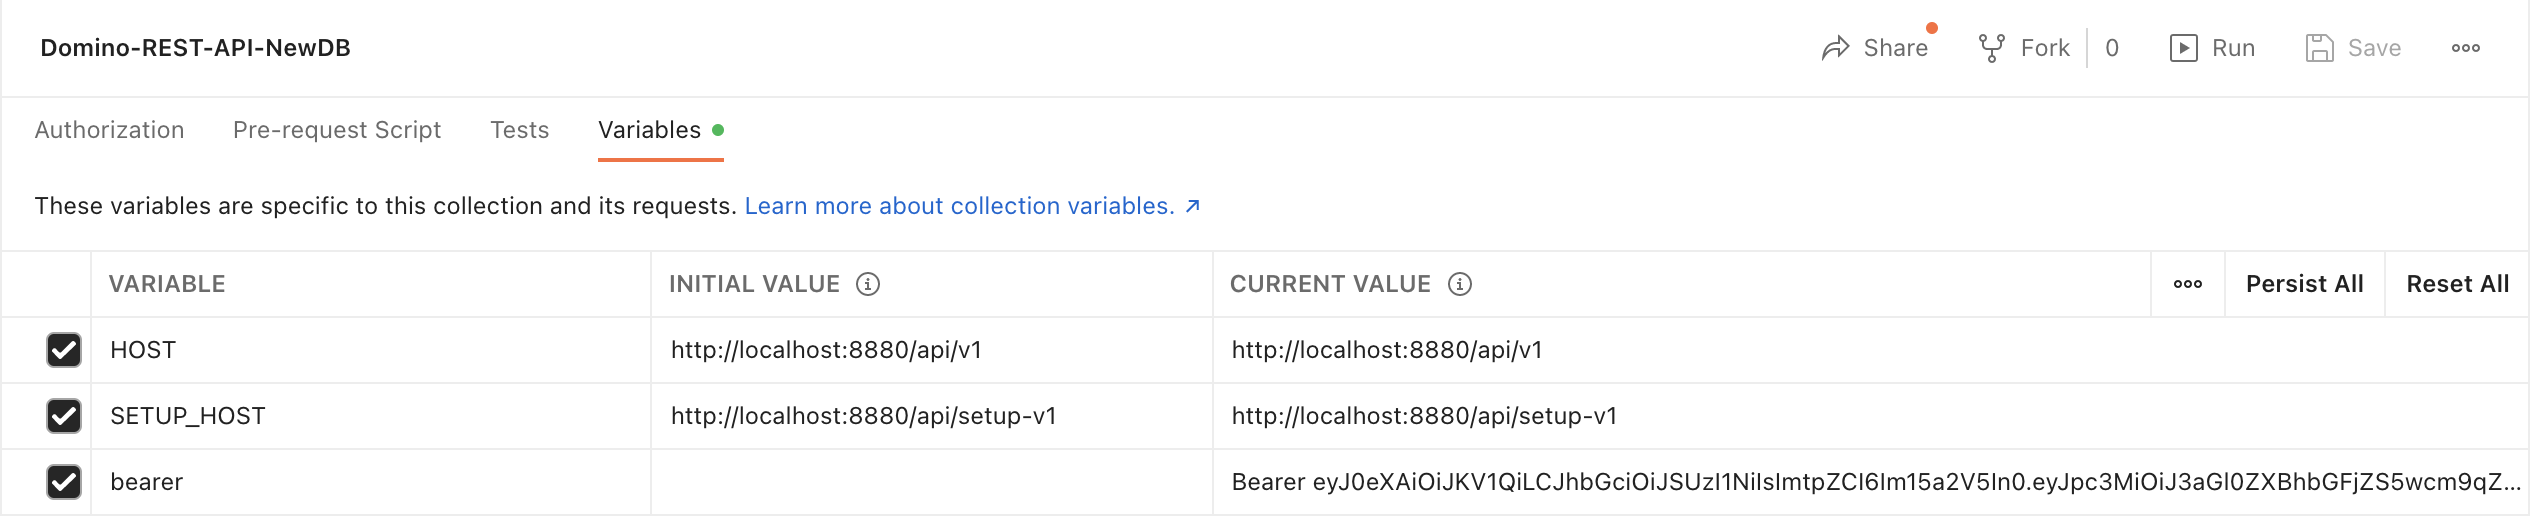 Domino-REST-API-NewDB Share Fork 0 Run Save
Authorization Pre-request Script Tests Variables
These variables are specific to this collection and its requests. Learn more about collection variables. ↗
VARIABLE INITIAL VALUE CURRENT VALUE Persist All Reset All
HOST http://localhost:8880/api/v1 http://localhost:8880/api/v1
SETUP_HOST http://localhost:8880/api/setup-v1 http://localhost:8880/api/setup-v1
bearer Bearer eyJ0eXAiOiJKV1QiLCJhbGciOiJSUzI1NiIsImtpZCI6Im15a2V5In0.eyJpc3MiOiJ3aGl0ZXBhbGFjZS5wcm9qZ...